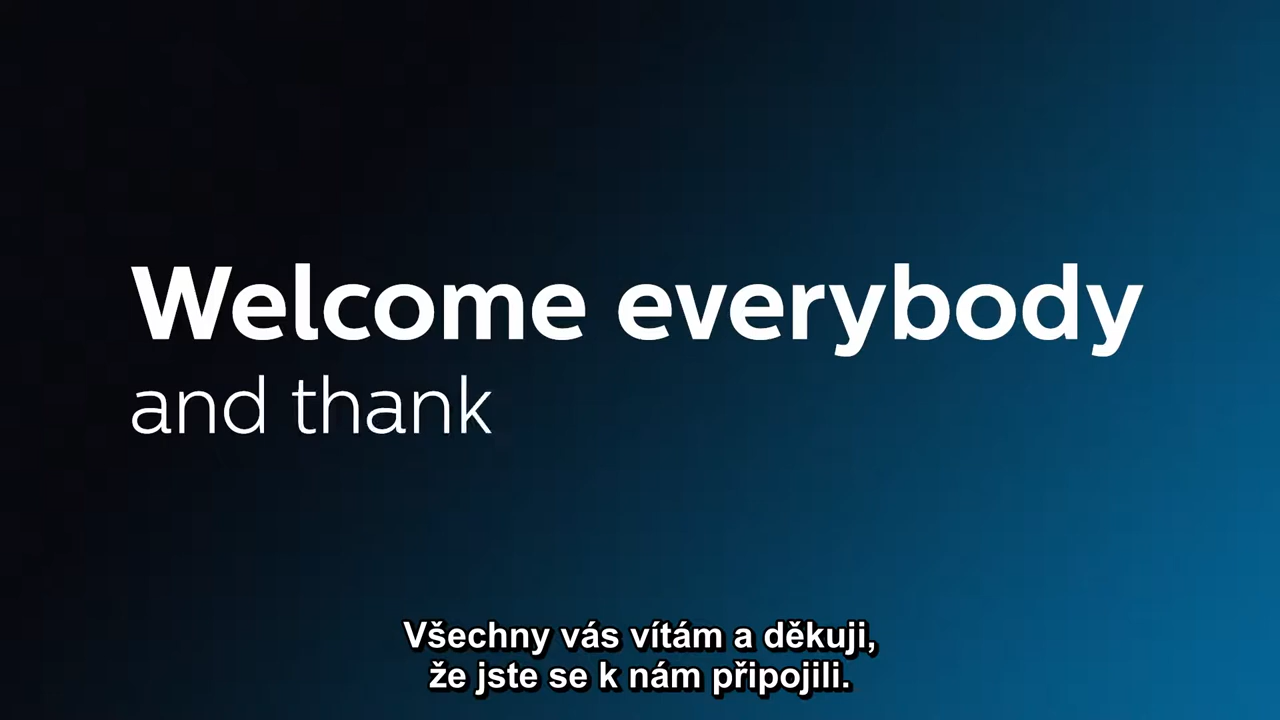 Welcome everybody
and thank
Všechny vás vítám a děkuji,
že jste se k nám připojili.